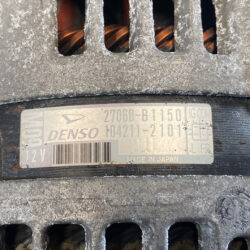 27060-B1150
DENSO 104211-2101
12V MADE IN JAPAN